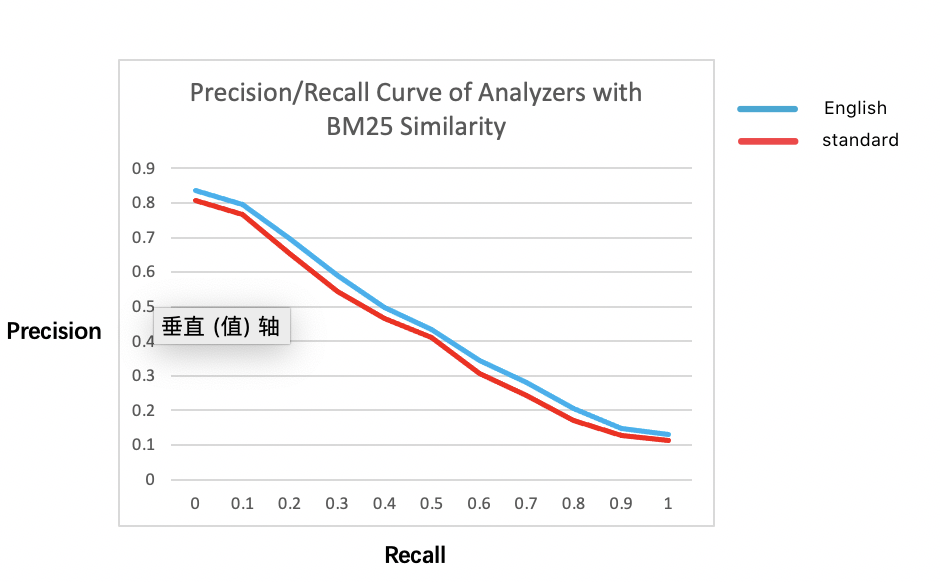 Precision/Recall Curve of Analyzers with
BM25 Similarity
English
standard
0.9
0.8
0.7
0.6
0.5
垂直 (值) 轴
0.4
0.3
0.2
0.1
0
Precision
0 0.1 0.2 0.3 0.4 0.5 0.6 0.7 0.8 0.9 1
Recall